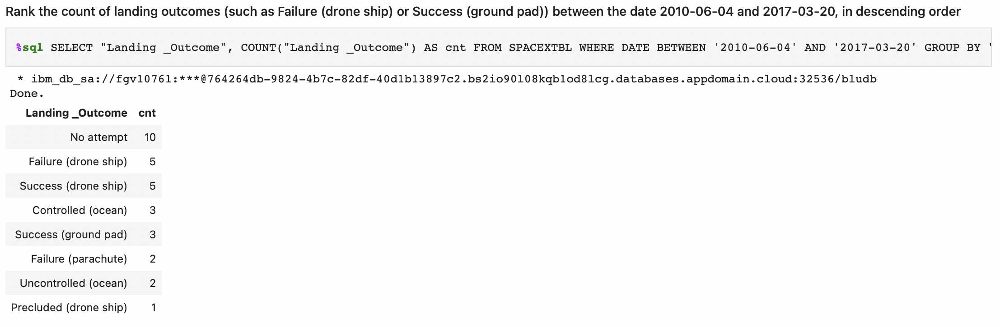 Rank the count of landing outcomes (such as Failure (drone ship) or Success (ground pad)) between the date 2010-06-04 and 2017-03-20, in descending order
%sql SELECT "Landing _Outcome", COUNT("Landing _Outcome") AS cnt FROM SPACEXTBL WHERE DATE BETWEEN '2010-06-04' AND '2017-03-20' GROUP BY '
* ibm_db_sa://fgv10761:***@764264db-9824-4b7c-82df-40d1b13897c2.bs2io90l08kqb1od8lcg.databases.appdomain.cloud:32536/bludb
Done.
Landing _Outcome cnt
No attempt 10
Failure (drone ship) 5
Success (drone ship) 5
Controlled (ocean) 3
Success (ground pad) 3
Failure (parachute) 2
Uncontrolled (ocean) 2
Precluded (drone ship) 1